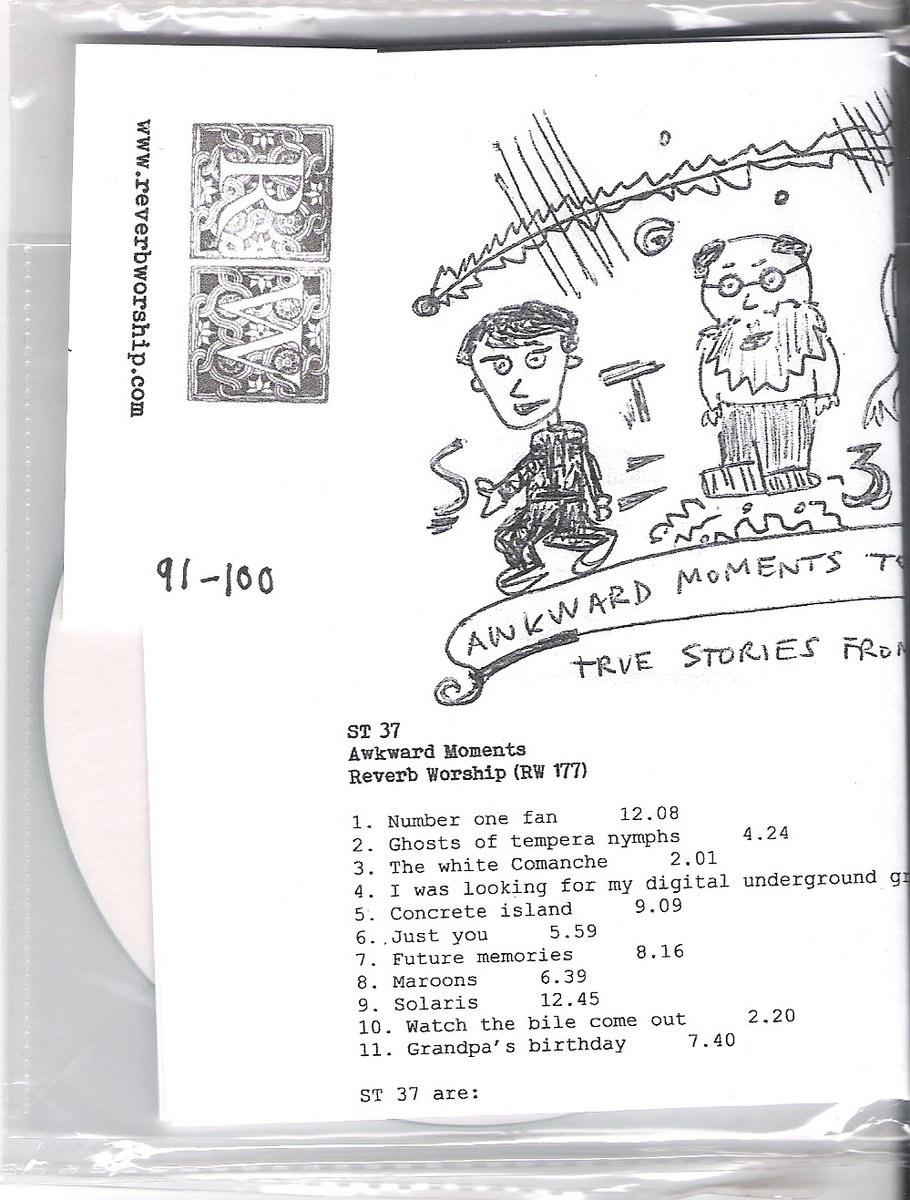 www.reverbworship.com
R
W
91-100
S T 3
AWKWARD MOMENTS TO
TRUE STORIES FROM
ST 37
Awkward Moments
Reverb Worship (RW 177)
1. Number one fan 12.08
2. Ghosts of tempera nymphs 4.24
3. The white Comanche 2.01
4. I was looking for my digital underground gr
5. Concrete island 9.09
6. Just you 5.59
7. Future memories 8.16
8. Maroons 6.39
9. Solaris 12.45
10. Watch the bile come out 2.20
11. Grandpa's birthday 7.40
ST 37 are: